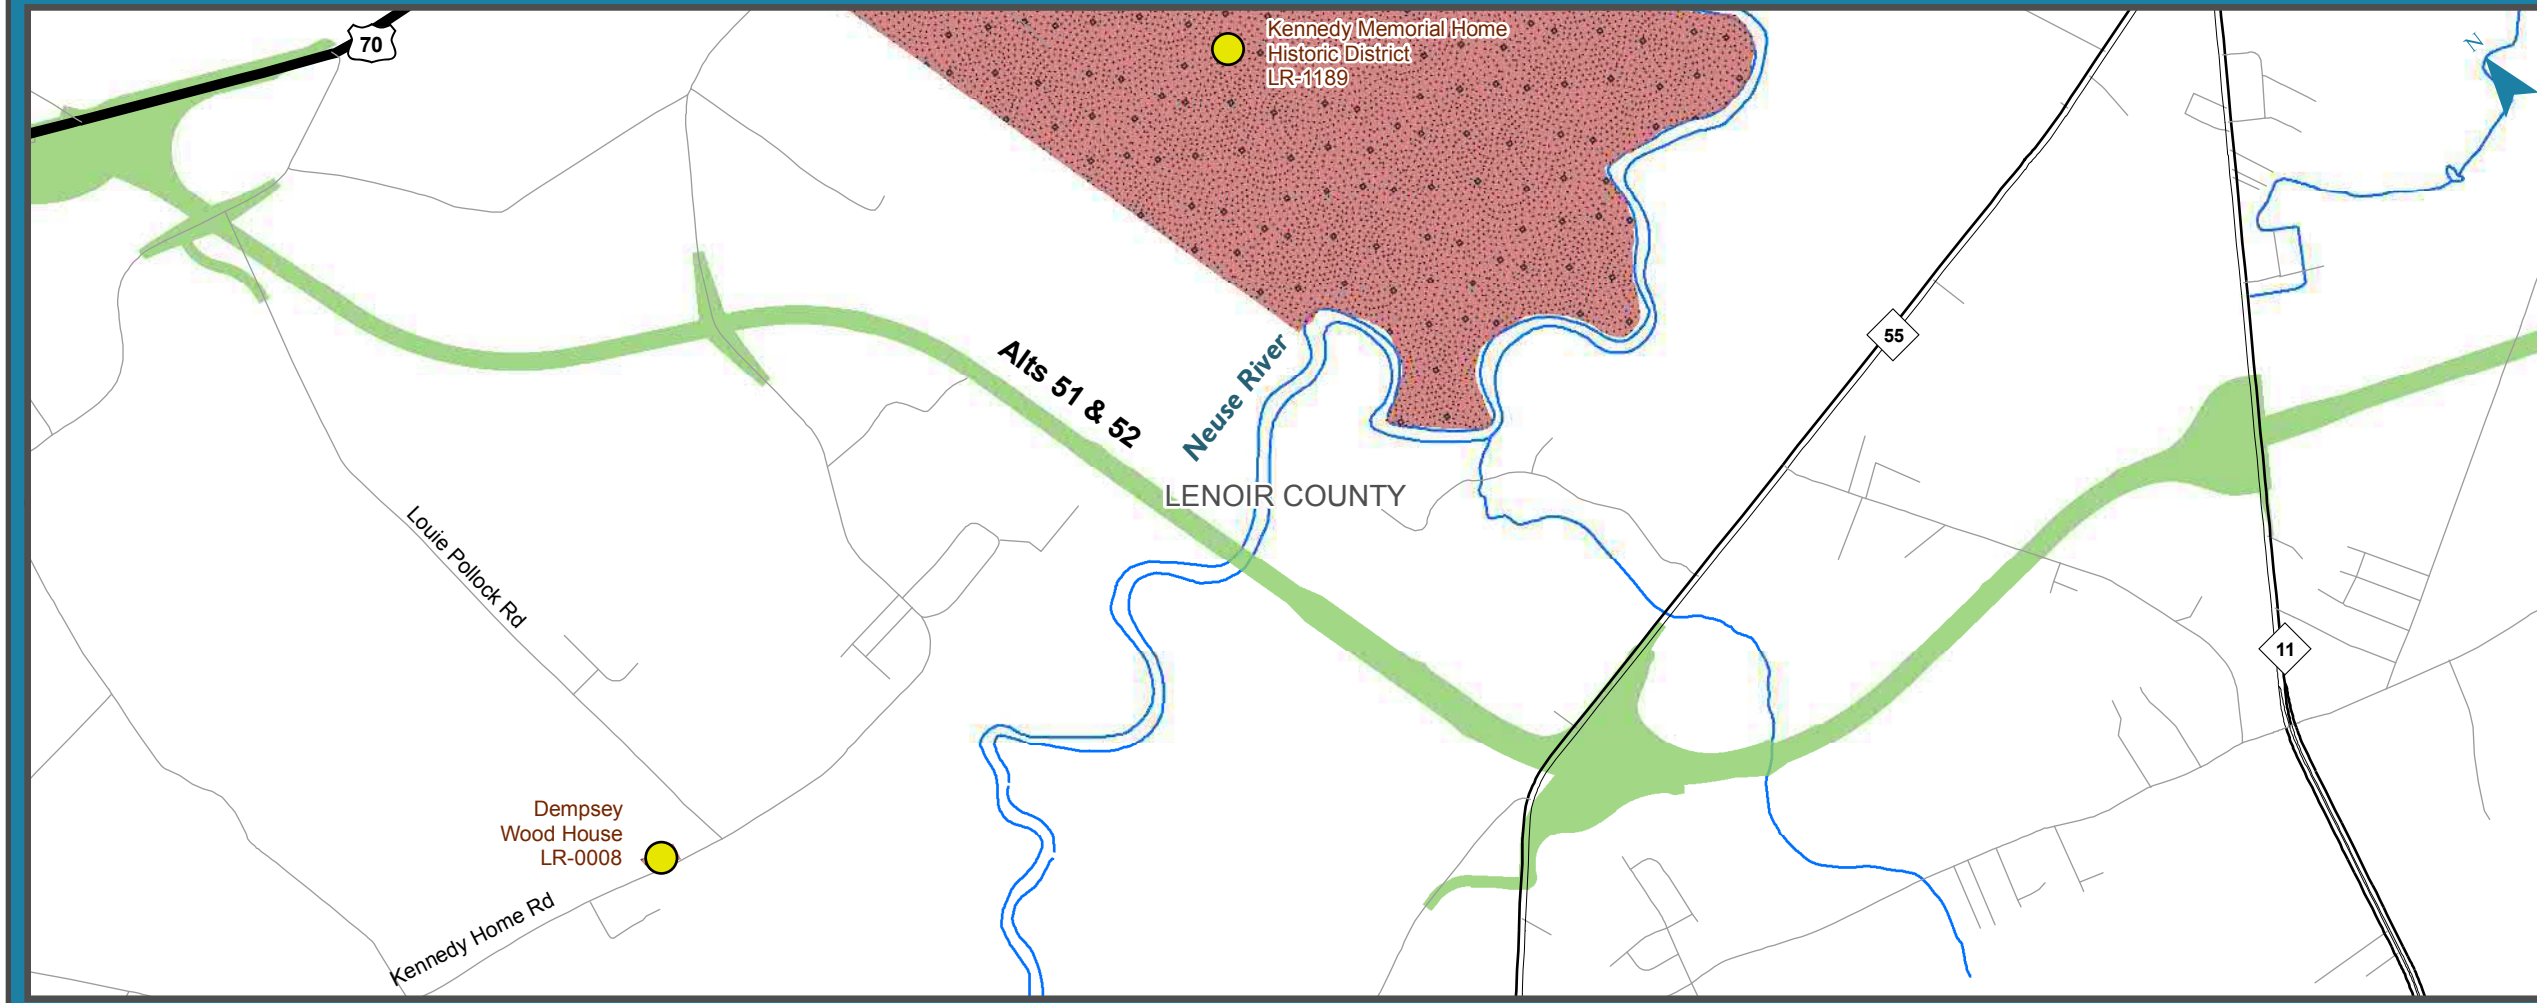 70
Kennedy Memorial Home
Historic District
LR-1189
N
55
Alts 51 & 52
Neuse River
LENOIR COUNTY
Louie Pollock Rd
11
Dempsey
Wood House
LR-0008
Kennedy Home Rd